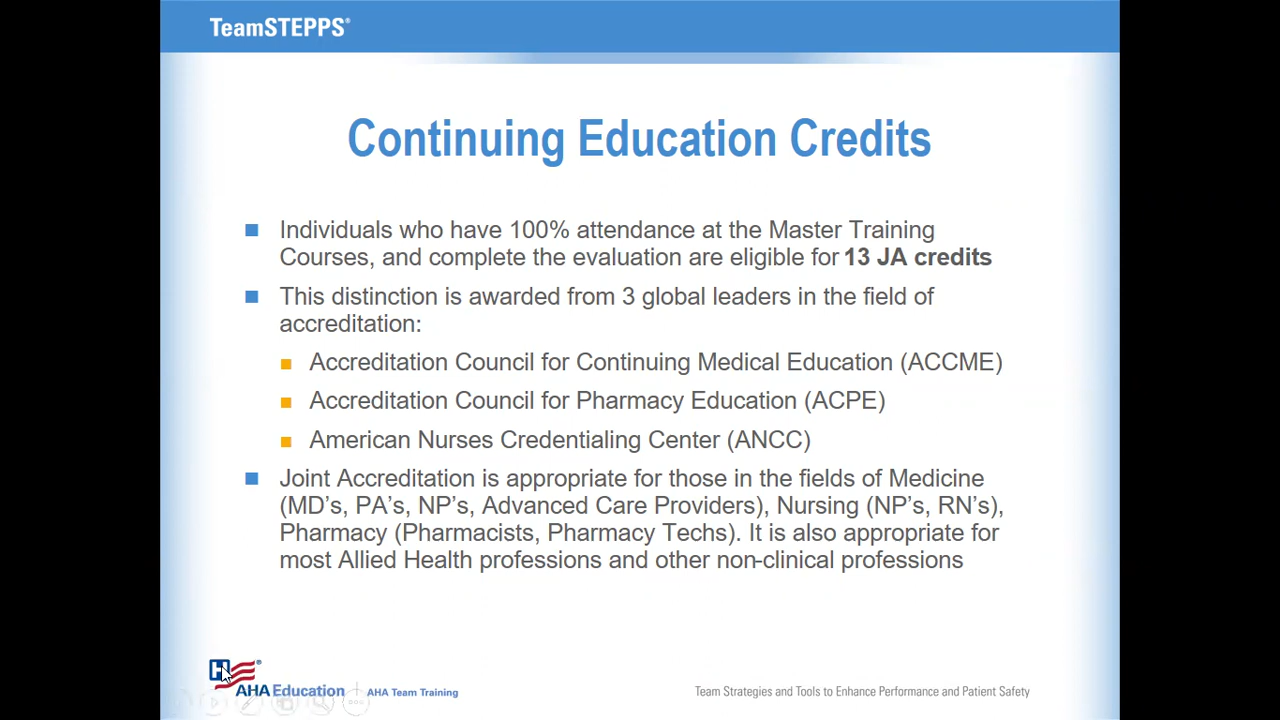 TeamSTEPPS®
Continuing Education Credits
Individuals who have 100% attendance at the Master Training
Courses, and complete the evaluation are eligible for 13 JA credits
This distinction is awarded from 3 global leaders in the field of
accreditation:
Accreditation Council for Continuing Medical Education (ACCME)
Accreditation Council for Pharmacy Education (ACPE)
American Nurses Credentialing Center (ANCC)
Joint Accreditation is appropriate for those in the fields of Medicine
(MD’s, PA’s, NP’s, Advanced Care Providers), Nursing (NP’s, RN’s),
Pharmacy (Pharmacists, Pharmacy Techs). It is also appropriate for
most Allied Health professions and other non-clinical professions
H®
AHA Education AHA Team Training
Team Strategies and Tools to Enhance Performance and Patient Safety